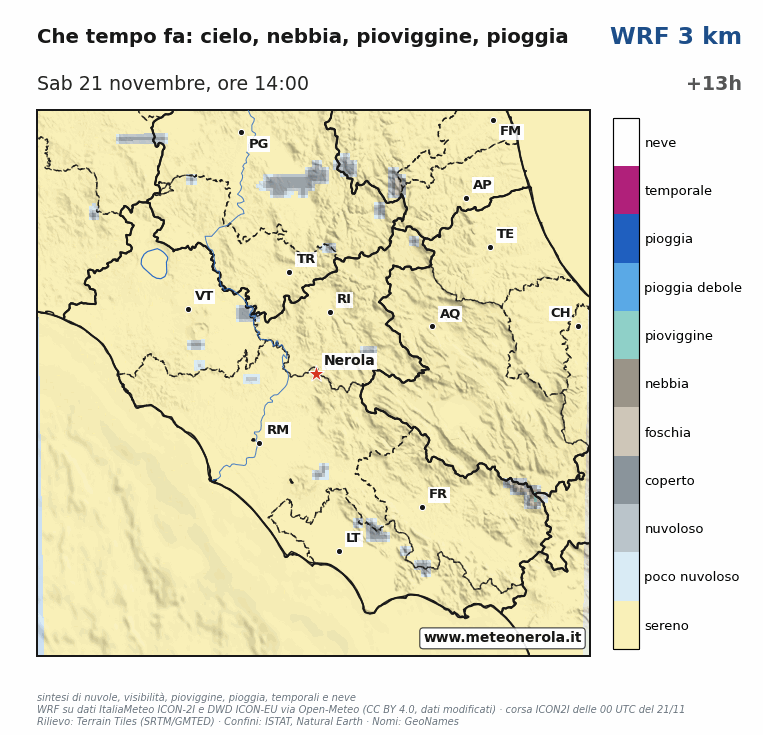 Che tempo fa: cielo, nebbia, pioviggine, pioggia
WRF 3 km
Sab 21 novembre, ore 14:00
+13h
FM
PG
AP
TE
TR
VT
RI
AQ
CH
Nerola
RM
FR
LT
www.meteonerola.it
neve
temporale
pioggia
pioggia debole
pioviggine
nebbia
foschia
coperto
nuvoloso
poco nuvoloso
sereno
sintesi di nuvole, visibilità, pioviggine, pioggia, temporali e neve
WRF su dati ItaliaMeteo ICON-2I e DWD ICON-EU via Open-Meteo (CC BY 4.0, dati modificati) · corsa ICON2I delle 00 UTC del 21/11
Rilievo: Terrain Tiles (SRTM/GMTED) · Confini: ISTAT, Natural Earth · Nomi: GeoNames